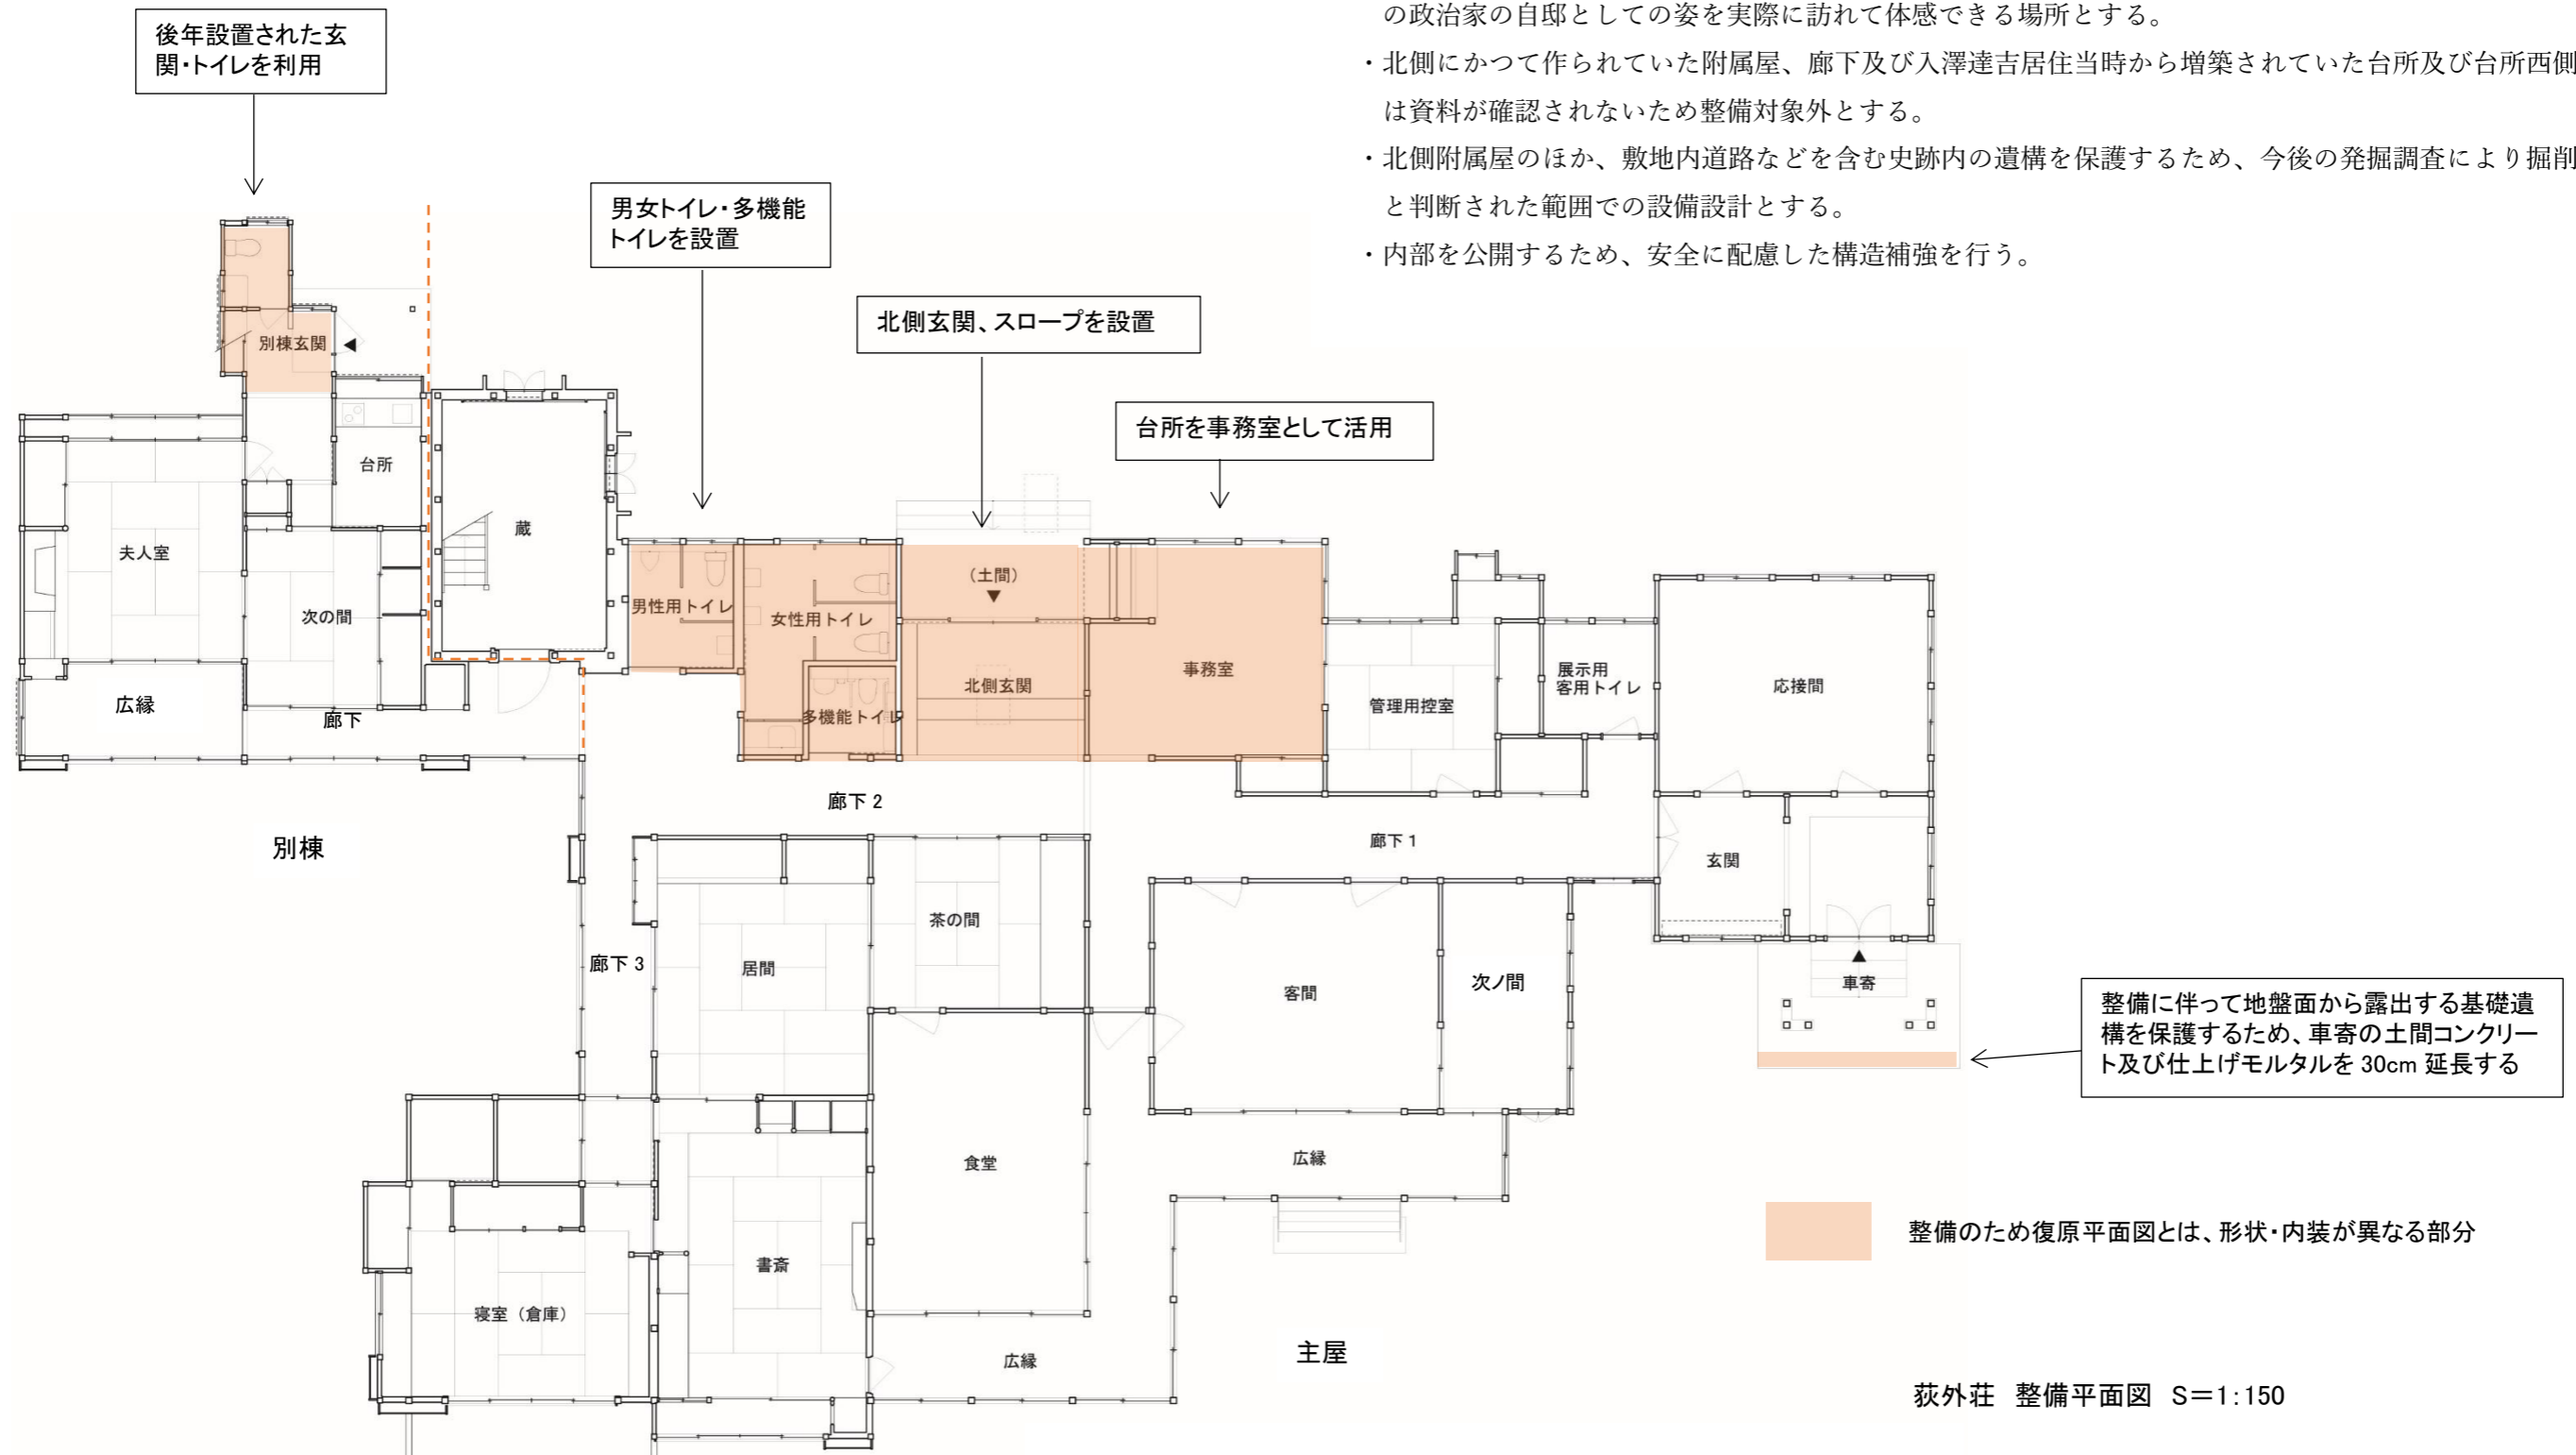 の政治家の自邸としての姿を実際に訪れて体感できる場所とする。
・北側にかつて作られていた附属屋、廊下及び入澤達吉居住当時から増築されていた台所及び台所西側
は資料が確認されないため整備対象外とする。
・北側附属屋のほか、敷地内道路などを含む史跡内の遺構を保護するため、今後の発掘調査により掘削
と判断された範囲での設備設計とする。
・内部を公開するため、安全に配慮した構造補強を行う。
後年設置された玄
関・トイレを利用
男女トイレ・多機能
トイレを設置
北側玄関、スロープを設置
台所を事務室として活用
別棟玄関
台所
夫人室
次の間
広縁
廊下
蔵
男性用トイレ
女性用トイレ
多機能トイレ
（土間）
北側玄関
事務室
管理用控室
展示用
客用トイレ
応接間
別棟
廊下 2
廊下 1
玄関
車寄
廊下 3
居間
茶の間
客間
次ノ間
整備に伴って地盤面から露出する基礎遺
構を保護するため、車寄の土間コンクリー
ト及び仕上げモルタルを 30cm 延長する
食堂
広縁
書斎
寝室（倉庫）
広縁
主屋
整備のため復原平面図とは、形状・内装が異なる部分
荻外荘　整備平面図　S＝1：150